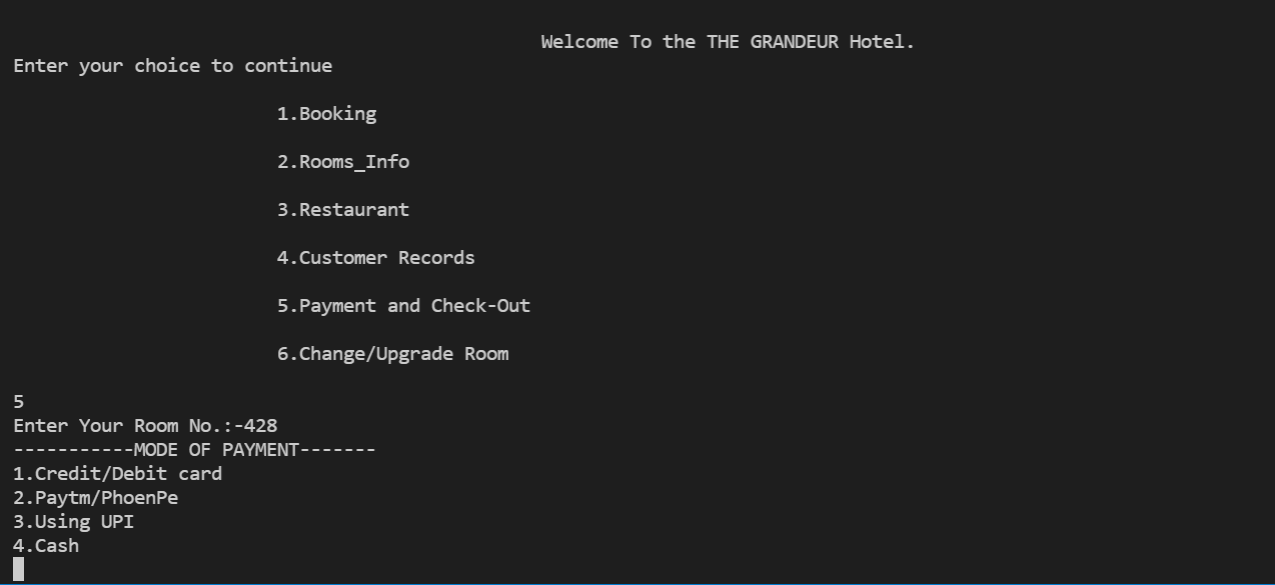 Welcome To the THE GRANDEUR Hotel.
Enter your choice to continue
1.Booking
2.Rooms_Info
3.Restaurant
4.Customer Records
5.Payment and Check-Out
6.Change/Upgrade Room
5
Enter Your Room No.:-428
-----------MODE OF PAYMENT-------
1.Credit/Debit card
2.Paytm/PhoenPe
3.Using UPI
4.Cash